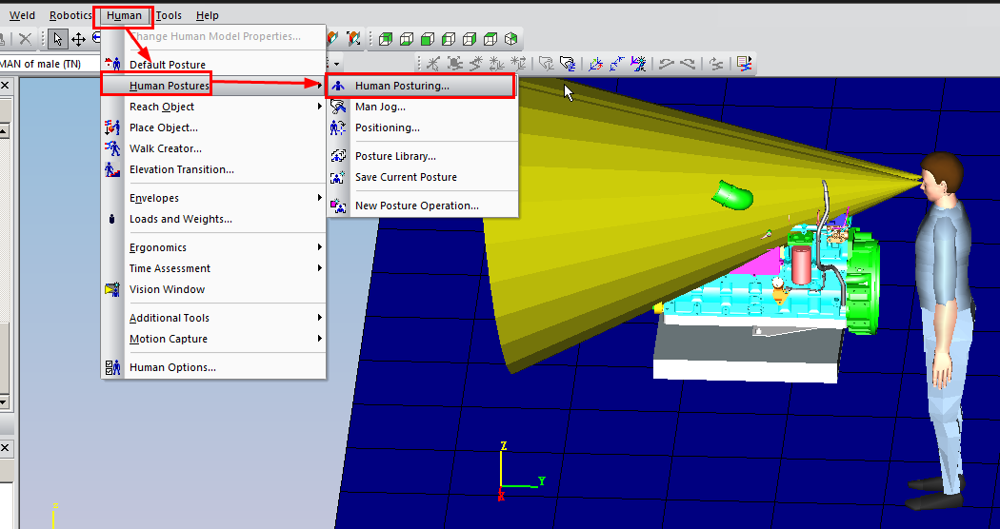 Weld Robotics Human Tools Help
Change Human Model Properties...
MAN of male (TN)
Default Posture
Human Postures
Human Posturing...
Reach Object
Man Jog...
Place Object...
Positioning...
Walk Creator...
Posture Library...
Elevation Transition...
Save Current Posture
Envelopes
New Posture Operation...
Loads and Weights...
Ergonomics
Time Assessment
Vision Window
Additional Tools
Motion Capture
Human Options...
Z
Y
X
z